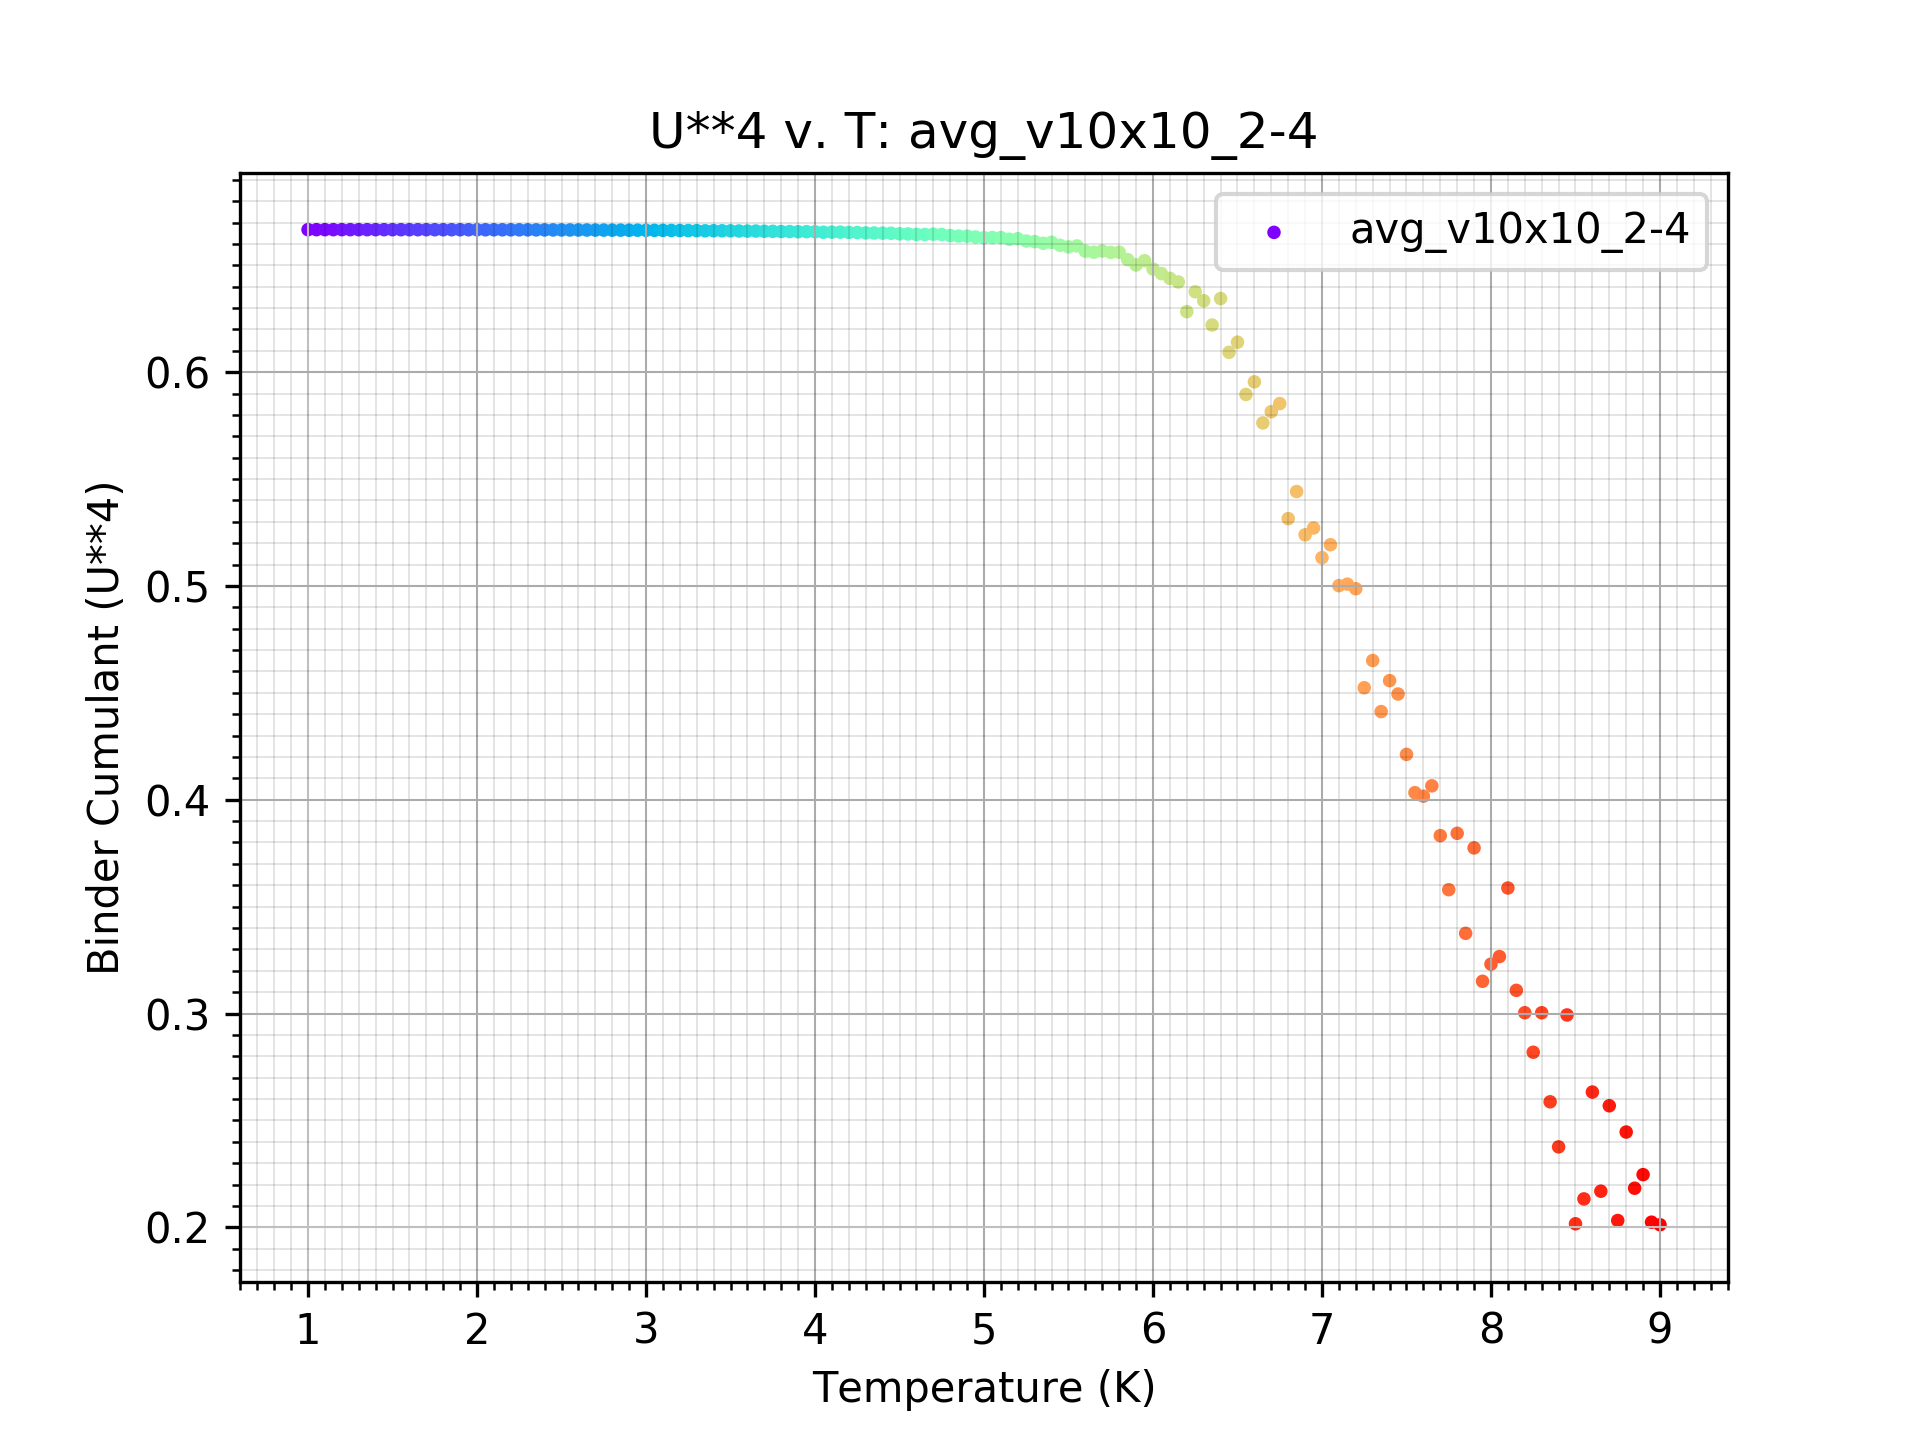 U**4 v. T: avg_v10x10_2-4
avg_v10x10_2-4
Binder Cumulant (U**4)
0.6
0.5
0.4
0.3
0.2
1 2 3 4 5 6 7 8 9
Temperature (K)